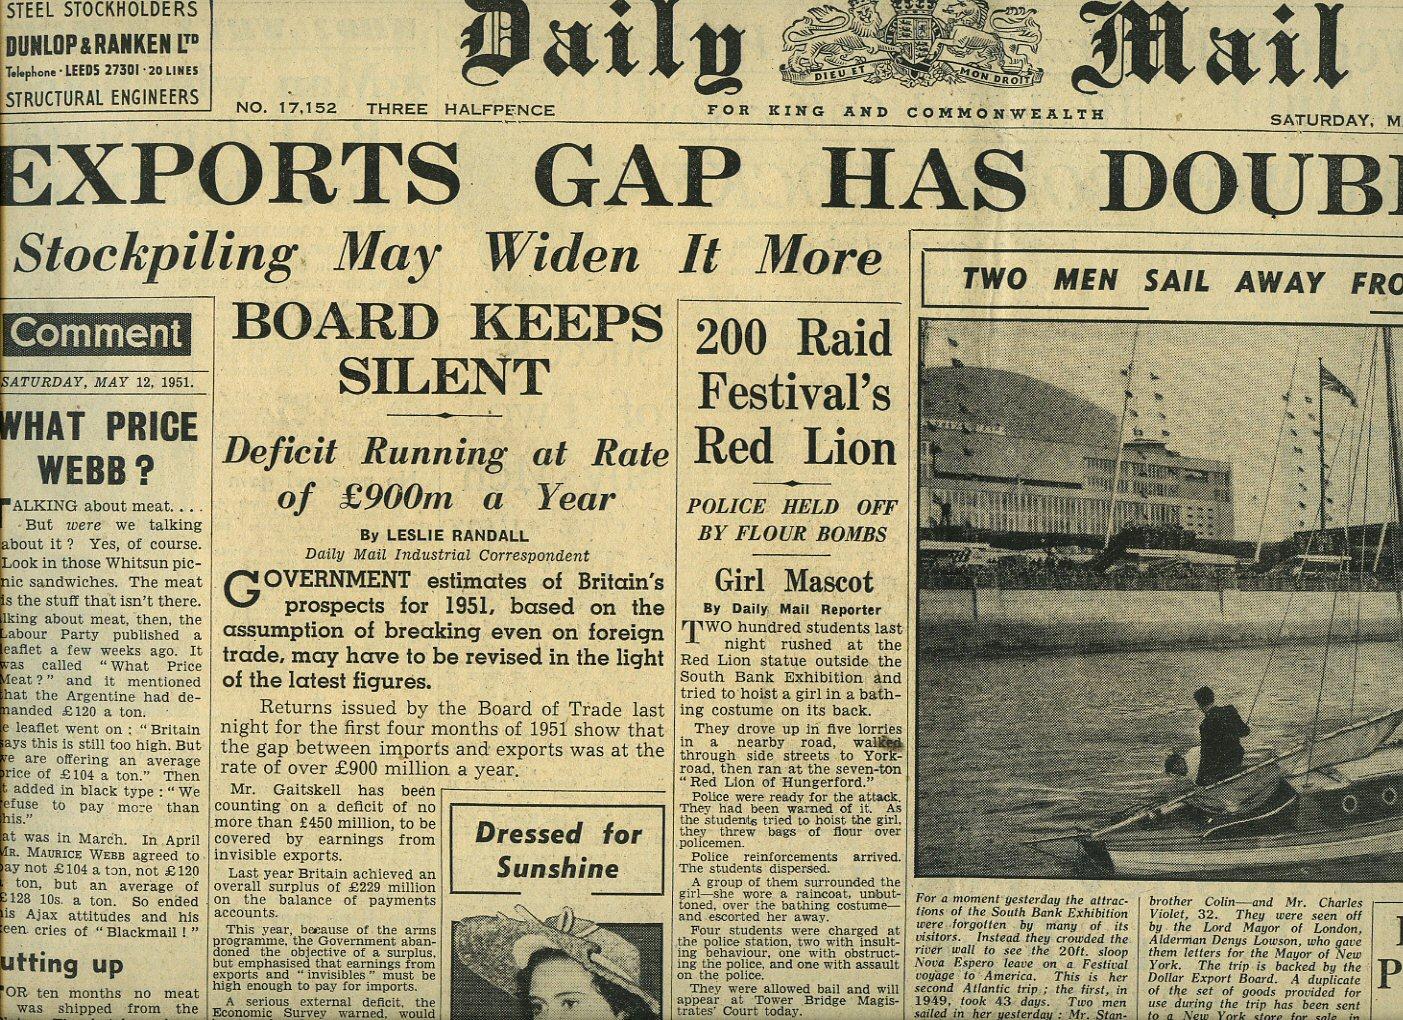 STEEL STOCKHOLDERS
DUNLOP & RANKEN LTD
Telephone · LEEDS 27301 · 20 LINES
STRUCTURAL ENGINEERS
Daily Mail
DIEU ET MON DROIT
NO. 17,152 THREE HALFPENCE
FOR KING AND COMMONWEALTH
SATURDAY, M
EXPORTS GAP HAS DOUBL
Stockpiling May Widen It More
Comment
SATURDAY, MAY 12, 1951.
WHAT PRICE
WEBB ?
TALKING about meat. . . .
But were we talking
about it ? Yes, of course.
Look in those Whitsun pic-
nic sandwiches. The meat
is the stuff that isn't there.
lking about meat, then, the
Labour Party published a
leaflet a few weeks ago. It
was called "What Price
Meat ?" and it mentioned
that the Argentine had de-
manded £120 a ton.
e leaflet went on : "Britain
says this is still too high. But
we are offering an average
price of £104 a ton." Then
t added in black type : "We
refuse to pay more than
this."
at was in March. In April
MR. MAURICE WEBB agreed to
pay not £104 a ton, not £120
a ton, but an average of
£128 10s. a ton. So ended
his Ajax attitudes and his
een cries of "Blackmail !"
utting up
FOR ten months no meat
was shipped from the
BOARD KEEPS
SILENT
Deficit Running at Rate
of £900m a Year
By LESLIE RANDALL
Daily Mail Industrial Correspondent
GOVERNMENT estimates of Britain's
prospects for 1951, based on the
assumption of breaking even on foreign
trade, may have to be revised in the light
of the latest figures.
Returns issued by the Board of Trade last
night for the first four months of 1951 show that
the gap between imports and exports was at the
rate of over £900 million a year.
Mr. Gaitskell has been
counting on a deficit of no
more than £450 million, to be
covered by earnings from
invisible exports.
Last year Britain achieved an
overall surplus of £229 million
on the balance of payments
accounts.
This year, because of the arms
programme, the Government aban-
doned the objective of a surplus,
but emphasised that earnings from
exports and "invisibles" must be
high enough to pay for imports.
A serious external deficit, the
Economic Survey warned, would
Dressed for
Sunshine
200 Raid
Festival's
Red Lion
POLICE HELD OFF
BY FLOUR BOMBS
Girl Mascot
By Daily Mail Reporter
TWO hundred students last
night rushed at the
Red Lion statue outside the
South Bank Exhibition and
tried to hoist a girl in a bath-
ing costume on its back.
They drove up in five lorries
in a nearby road, walked
through side streets to York-
road, then ran at the seven-ton
"Red Lion of Hungerford."
Police were ready for the attack.
They had been warned of it. As
the students tried to hoist the girl,
they threw bags of flour over
policemen.
Police reinforcements arrived.
The students dispersed.
A group of them surrounded the
girl—she wore a raincoat, unbut-
toned, over the bathing costume—
and escorted her away.
Four students were charged at
the police station, two with insult-
ing behaviour, one with obstruct-
ing the police, and one with assault
on the police.
They were allowed bail and will
appear at Tower Bridge Magis-
trates' Court today.
TWO MEN SAIL AWAY FRO
For a moment yesterday the attrac-
tions of the South Bank Exhibition
were forgotten by many of its
visitors. Instead they crowded the
river wall to see the 20ft. sloop
Nova Espero leave on a Festival
voyage to America. This is her
second Atlantic trip ; the first, in
1949, took 43 days. Two men
sailed in her yesterday : Mr. Stan-
brother Colin—and Mr. Charles
Violet, 32. They were seen off
by the Lord Mayor of London,
Alderman Denys Lowson, who gave
them letters for the Mayor of New
York. The trip is backed by the
Dollar Export Board. A duplicate
of the set of goods provided for
use during the trip has been sent
to a New York store for sale, in
P